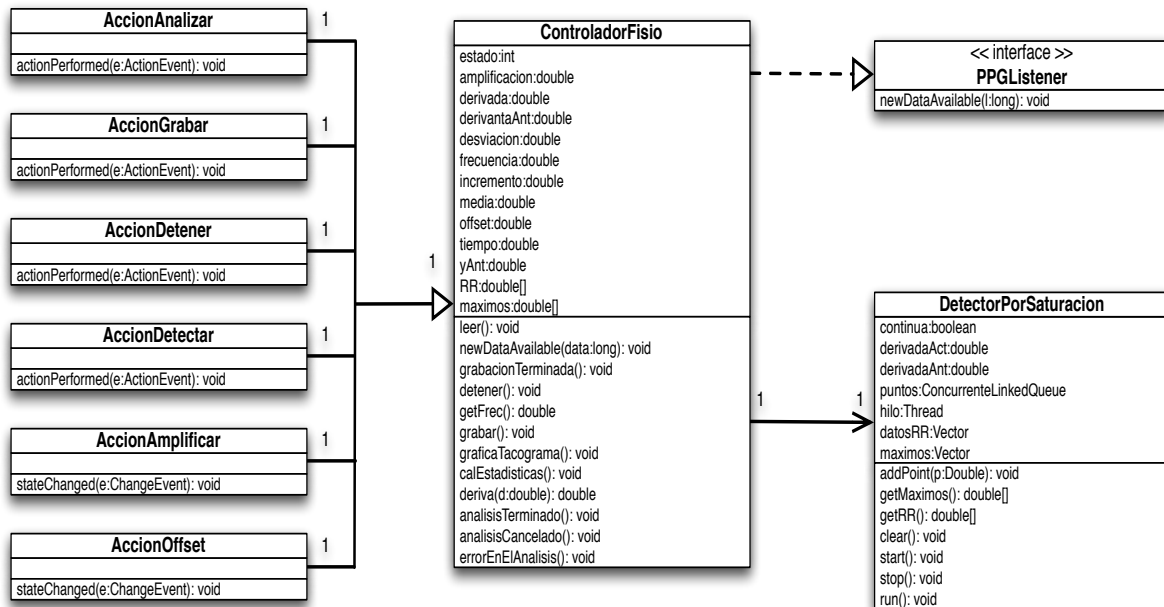 AccionAnalizar
1
actionPerformed(e:ActionEvent): void
AccionGrabar
1
actionPerformed(e:ActionEvent): void
AccionDetener
1
actionPerformed(e:ActionEvent): void
AccionDetectar
1
actionPerformed(e:ActionEvent): void
AccionAmplificar
1
stateChanged(e:ChangeEvent): void
AccionOffset
1
stateChanged(e:ChangeEvent): void
1
ControladorFisio
estado:int
amplificacion:double
derivada:double
derivantaAnt:double
desviacion:double
frecuencia:double
incremento:double
media:double
offset:double
tiempo:double
yAnt:double
RR:double[]
maximos:double[]
leer(): void
newDataAvailable(data:long): void
grabacionTerminada(): void
detener(): void
getFrec(): double
grabar(): void
graficaTacograma(): void
calEstadisticas(): void
deriva(d:double): double
analisisTerminado(): void
analisisCancelado(): void
errorEnElAnalisis(): void
<< interface >>
PPGListener
newDataAvailable(l:long): void
1
1
DetectorPorSaturacion
continua:boolean
derivadaAct:double
derivadaAnt:double
puntos:ConcurrenteLinkedQueue
hilo:Thread
datosRR:Vector
maximos:Vector
addPoint(p:Double): void
getMaximos(): double[]
getRR(): double[]
clear(): void
start(): void
stop(): void
run(): void